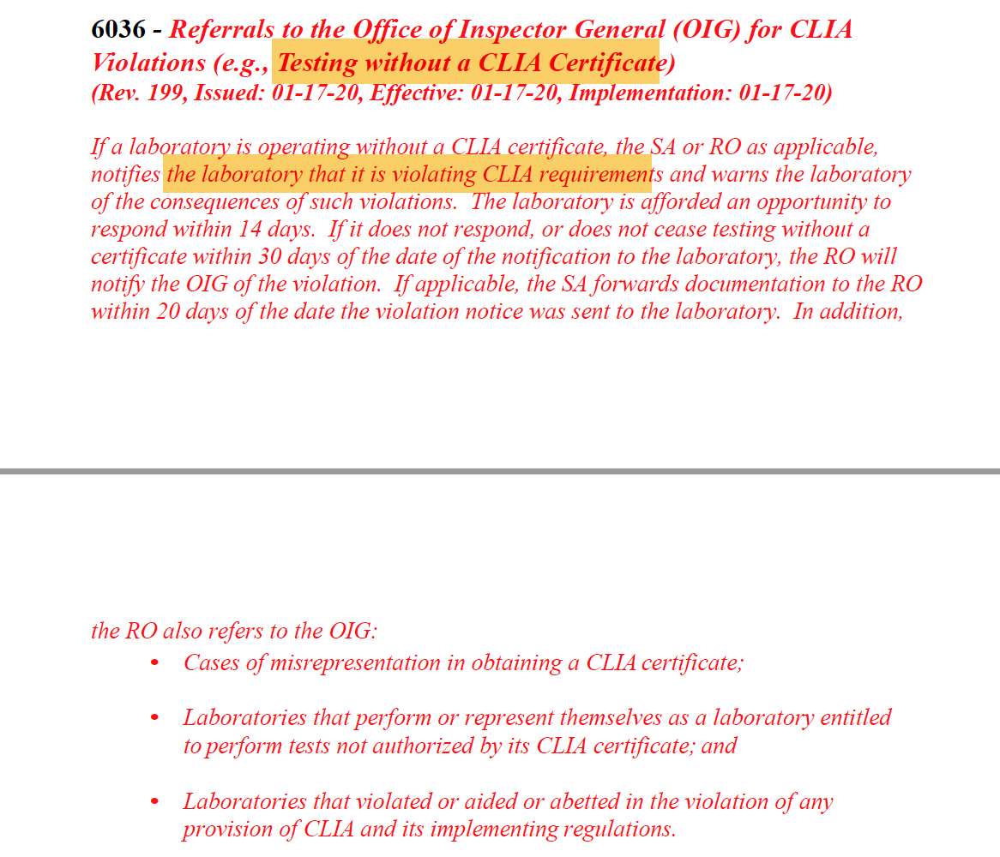 6036 - Referrals to the Office of Inspector General (OIG) for CLIA
Violations (e.g., Testing without a CLIA Certificate)
(Rev. 199, Issued: 01-17-20, Effective: 01-17-20, Implementation: 01-17-20)
If a laboratory is operating without a CLIA certificate, the SA or RO as applicable,
notifies the laboratory that it is violating CLIA requirements and warns the laboratory
of the consequences of such violations.  The laboratory is afforded an opportunity to
respond within 14 days.  If it does not respond, or does not cease testing without a
certificate within 30 days of the date of the notification to the laboratory, the RO will
notify the OIG of the violation.  If applicable, the SA forwards documentation to the RO
within 20 days of the date the violation notice was sent to the laboratory.  In addition,
the RO also refers to the OIG:
• Cases of misrepresentation in obtaining a CLIA certificate;
• Laboratories that perform or represent themselves as a laboratory entitled
to perform tests not authorized by its CLIA certificate; and
• Laboratories that violated or aided or abetted in the violation of any
provision of CLIA and its implementing regulations.